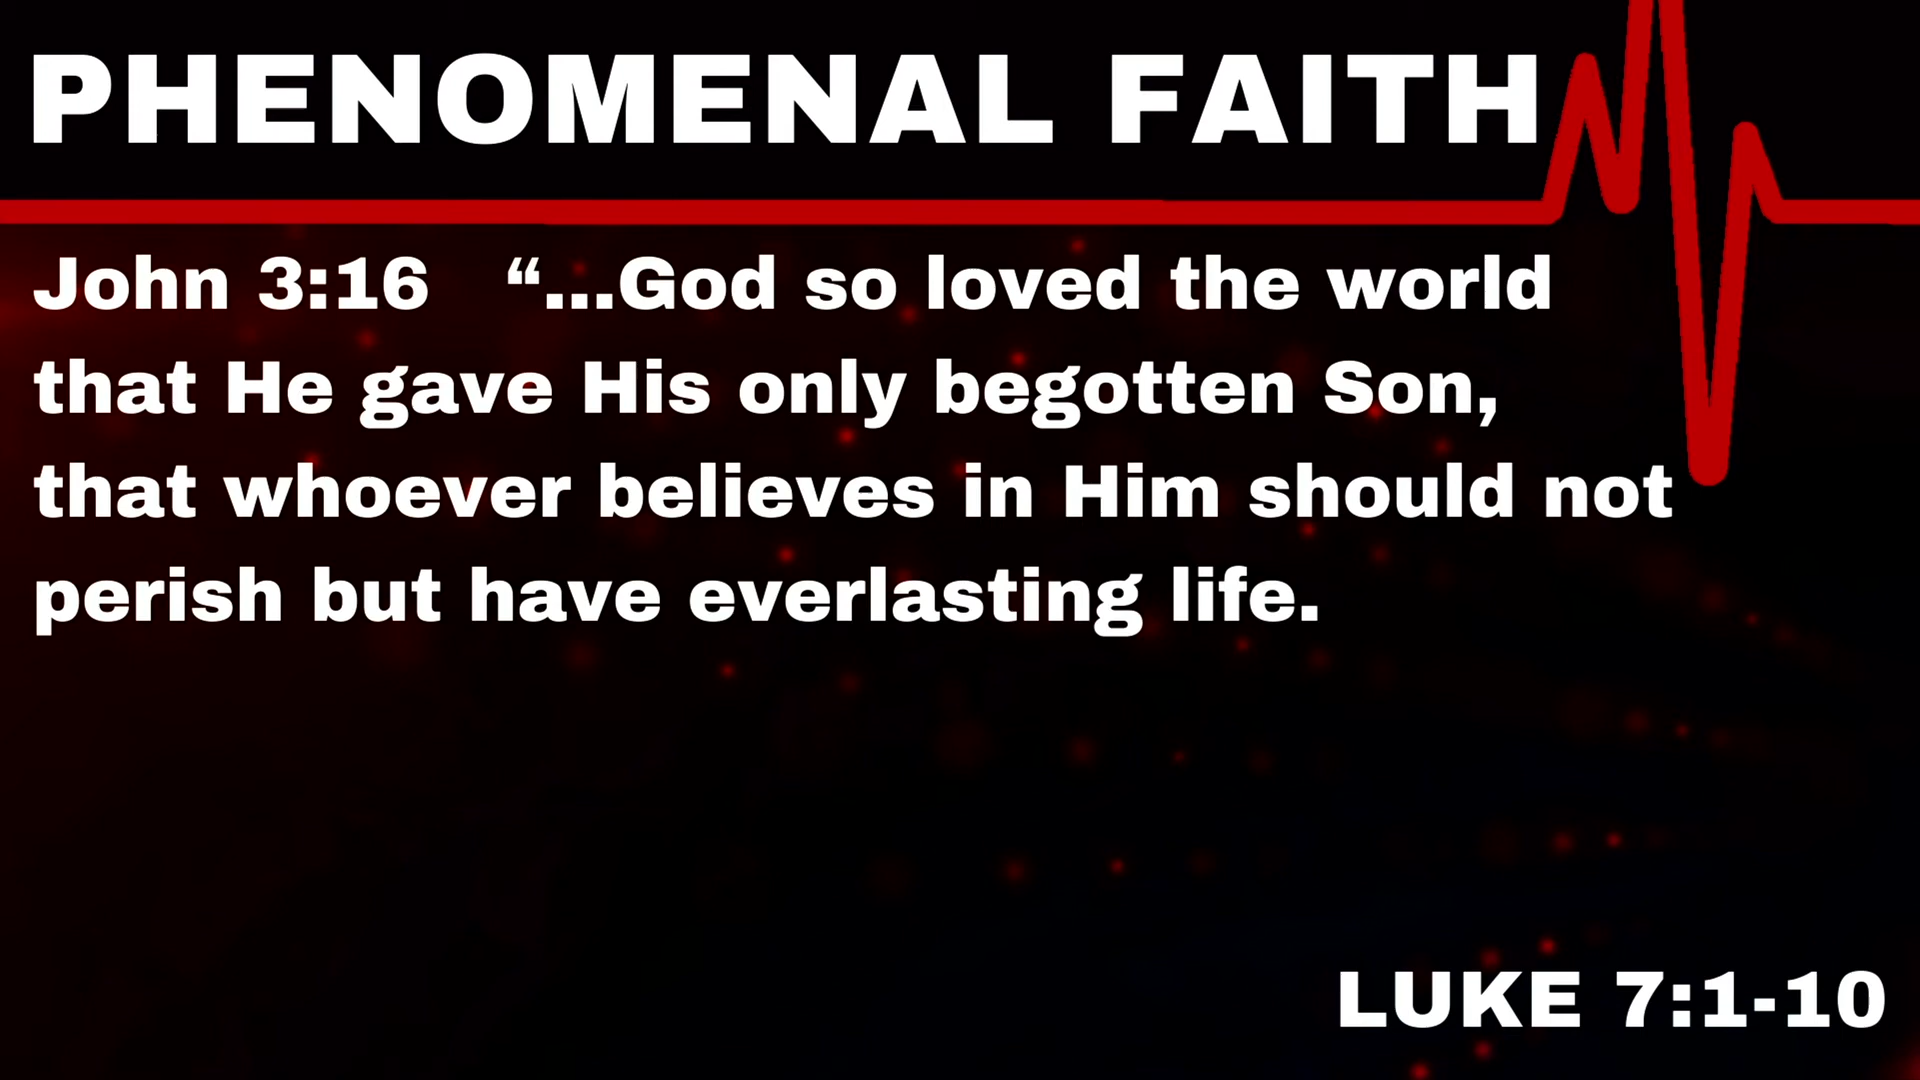 PHENOMENAL FAITH
John 3:16 “...God so loved the world
that He gave His only begotten Son,
that whoever believes in Him should not
perish but have everlasting life.
LUKE 7:1-10